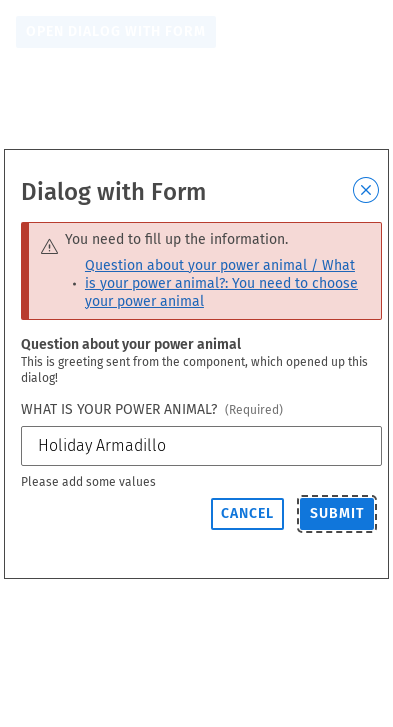 OPEN DIALOG WITH FORM
Dialog with Form
You need to fill up the information.
Question about your power animal / What
is your power animal?: You need to choose
your power animal
Question about your power animal
This is greeting sent from the component, which opened up this
dialog!
WHAT IS YOUR POWER ANIMAL? (Required)
Holiday Armadillo
Please add some values
CANCEL SUBMIT